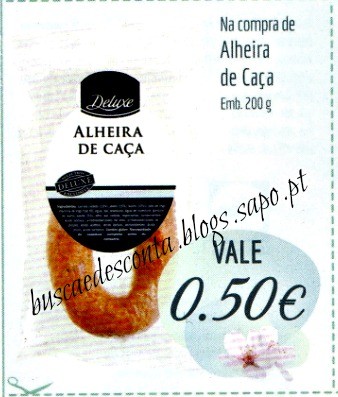 Na compra de
Alheira
de Caça
Emb. 200 g
Deluxe
ALHEIRA
DE CAÇA
DELUXE
buscaedesconta.blogs.sapo.pt
VALE
0.50€